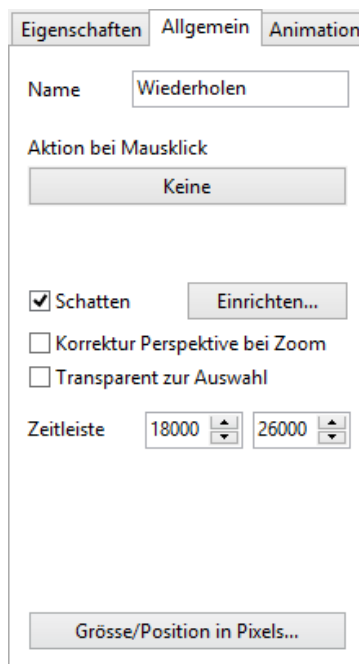 Eigenschaften Allgemein Animation
Name Wiederholen
Aktion bei Mausklick
Keine
Schatten Einrichten...
Korrektur Perspektive bei Zoom
Transparent zur Auswahl
Zeitleiste 18000 26000
Grösse/Position in Pixels...